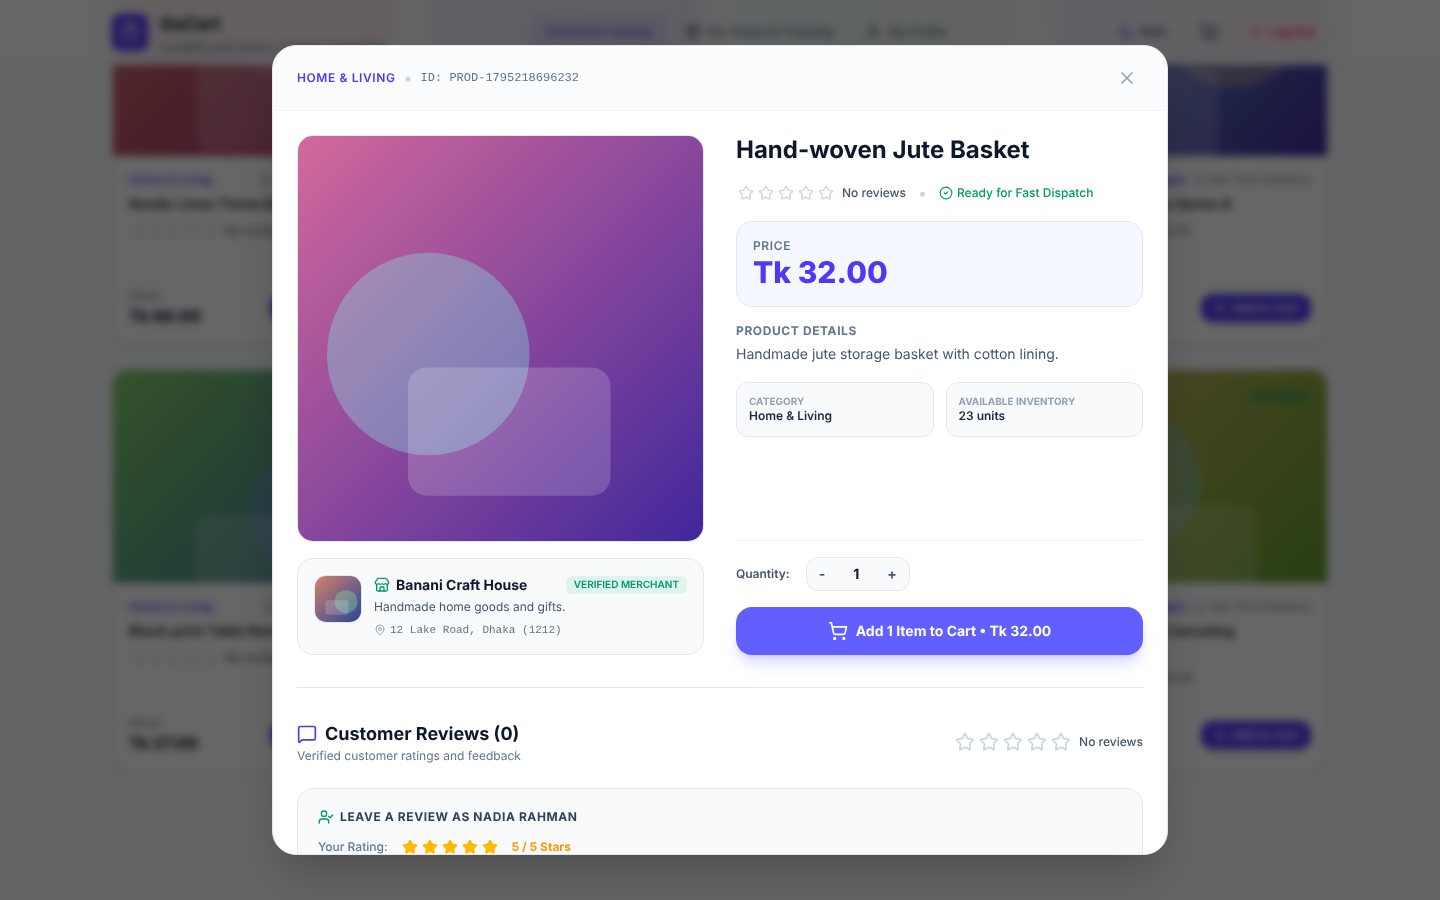 HOME & LIVING • ID: PROD-1795218696232
Hand-woven Jute Basket
No reviews • Ready for Fast Dispatch
PRICE
Tk 32.00
PRODUCT DETAILS
Handmade jute storage basket with cotton lining.
CATEGORY
Home & Living
AVAILABLE INVENTORY
23 units
Banani Craft House
VERIFIED MERCHANT
Handmade home goods and gifts.
12 Lake Road, Dhaka (1212)
Quantity: - 1 +
Add 1 Item to Cart • Tk 32.00
Customer Reviews (0)
Verified customer ratings and feedback
No reviews
LEAVE A REVIEW AS NADIA RAHMAN
Your Rating: 5 / 5 Stars